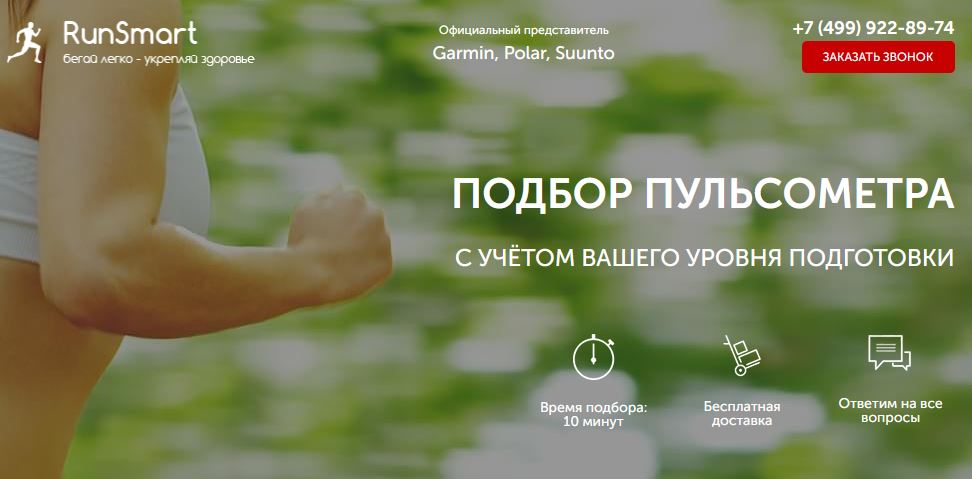 RunSmart
бегай легко - укрепляй здоровье
Официальный представитель
Garmin, Polar, Suunto
+7 (499) 922-89-74
ЗАКАЗАТЬ ЗВОНОК
ПОДБОР ПУЛЬСОМЕТРА
С УЧЁТОМ ВАШЕГО УРОВНЯ ПОДГОТОВКИ
Время подбора:
10 минут
Бесплатная
доставка
Ответим на все
вопросы